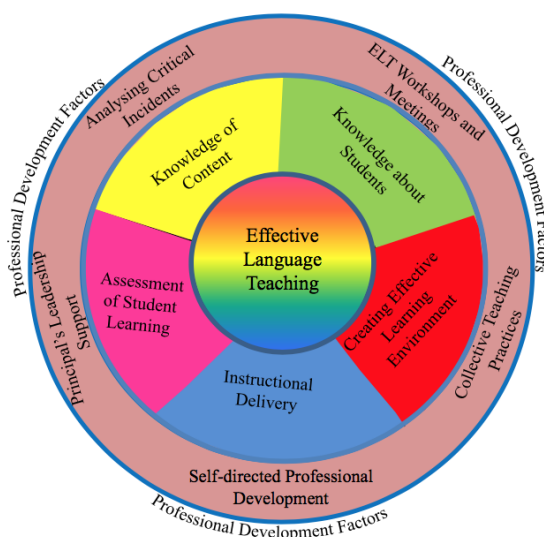 Professional Development Factors
Professional Development Factors
Analysing Critical
Incidents
ELT Workshops and
Meetings
Knowledge of
Content
Knowledge about
Students
Effective
Language
Teaching
Assessment
of Student
Learning
Creating Effective
Learning
Environment
Principal's Leadership
Support
Collective Teaching
Practices
Instructional
Delivery
Self-directed Professional
Development
Professional Development Factors